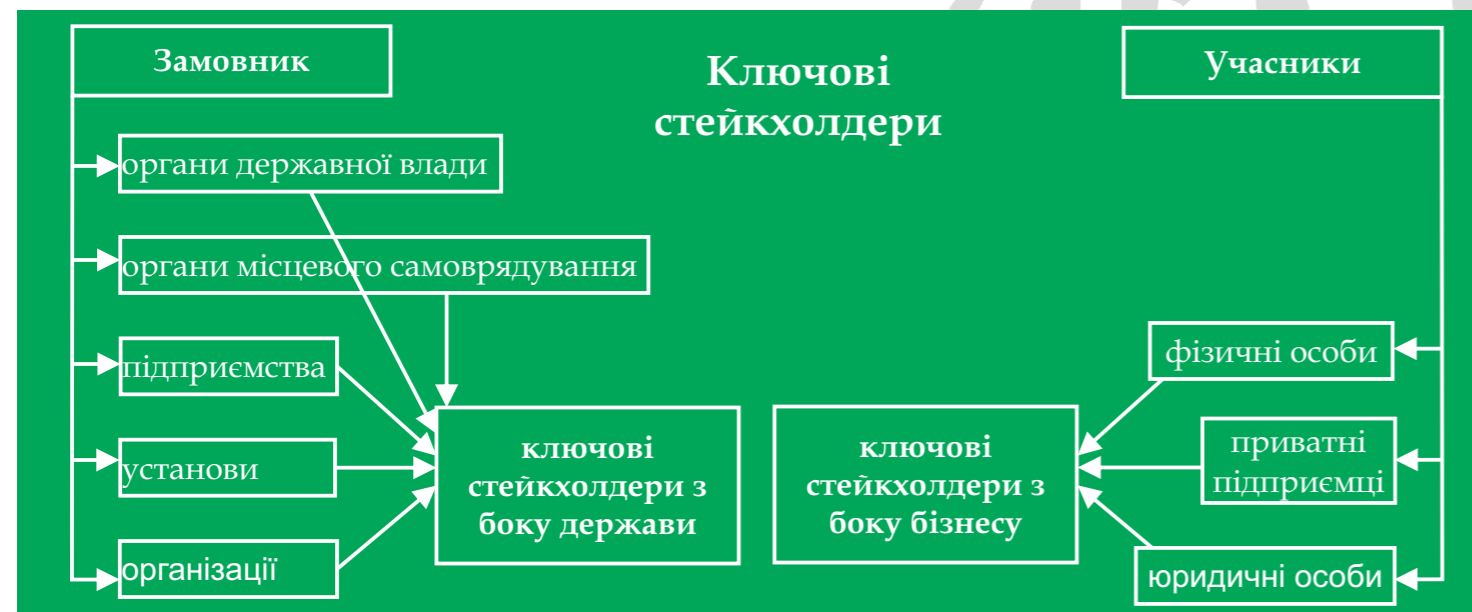 Замовник
Ключові
стейкхолдери
Учасники
органи державної влади
органи місцевого самоврядування
підприємства
установи
організації
ключові
стейкхолдери з
боку держави
ключові
стейкхолдери з
боку бізнесу
фізичні особи
приватні
підприємці
юридичні особи